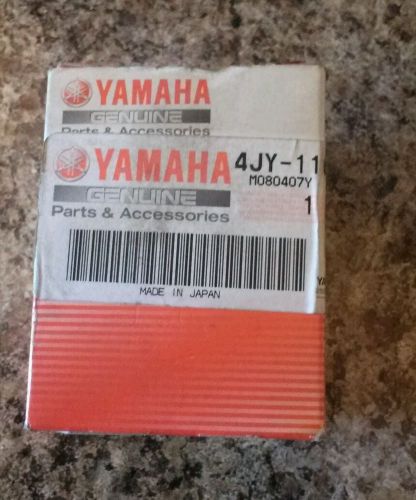 YAMAHA
GENUINE
Parts & Accessories
YAMAHA 4JY-11
GENUINE M080407Y
Parts & Accessories 1
MADE IN JAPAN